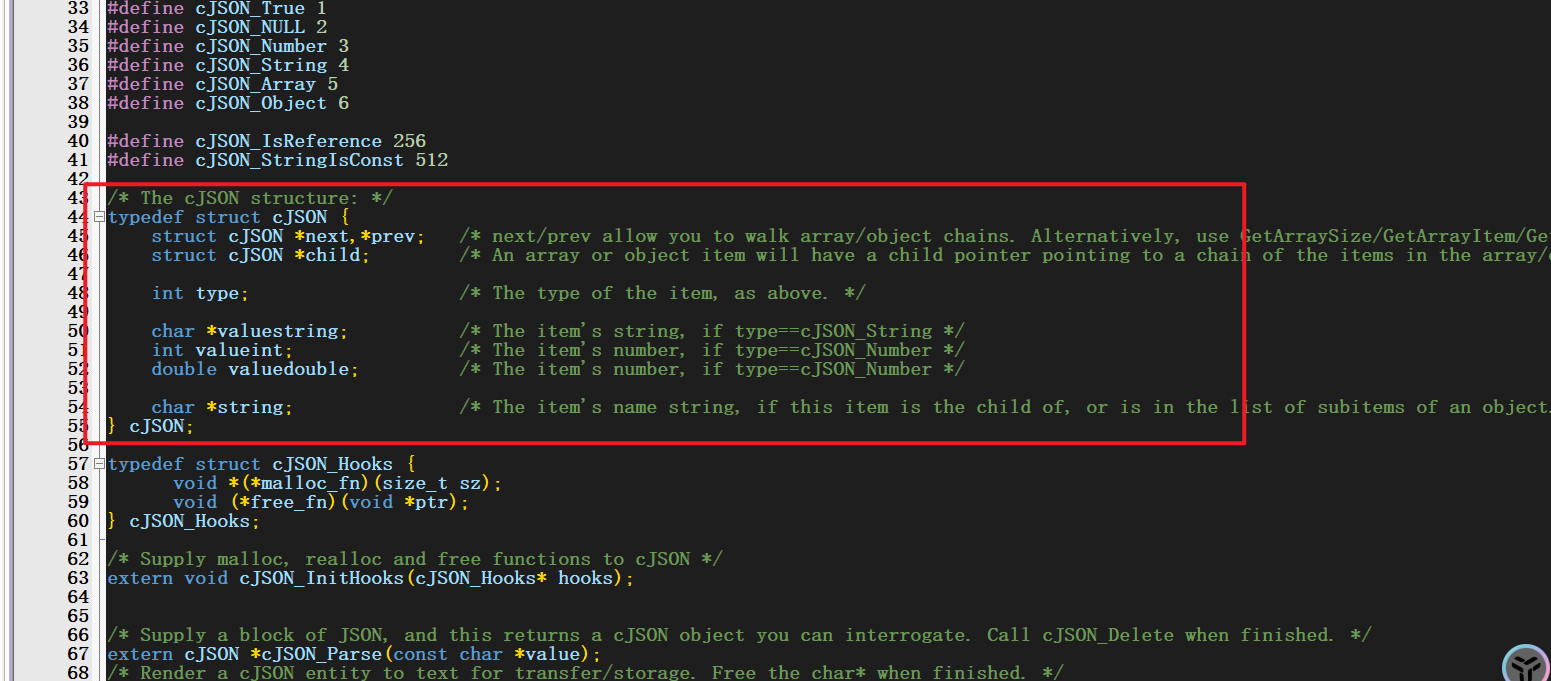 33 #define cJSON_True 1
34 #define cJSON_NULL 2
35 #define cJSON_Number 3
36 #define cJSON_String 4
37 #define cJSON_Array 5
38 #define cJSON_Object 6
39
40 #define cJSON_IsReference 256
41 #define cJSON_StringIsConst 512
42
43 /* The cJSON structure: */
44 typedef struct cJSON {
45 struct cJSON *next,*prev; /* next/prev allow you to walk array/object chains. Alternatively, use GetArraySize/GetArrayItem/Ge
46 struct cJSON *child; /* An array or object item will have a child pointer pointing to a chain of the items in the array/
47
48 int type; /* The type of the item, as above. */
49
50 char *valuestring; /* The item's string, if type==cJSON_String */
51 int valueint; /* The item's number, if type==cJSON_Number */
52 double valuedouble; /* The item's number, if type==cJSON_Number */
53
54 char *string; /* The item's name string, if this item is the child of, or is in the list of subitems of an object.
55 } cJSON;
56
57 typedef struct cJSON_Hooks {
58 void *(*malloc_fn)(size_t sz);
59 void (*free_fn)(void *ptr);
60 } cJSON_Hooks;
61
62 /* Supply malloc, realloc and free functions to cJSON */
63 extern void cJSON_InitHooks(cJSON_Hooks* hooks);
64
65
66 /* Supply a block of JSON, and this returns a cJSON object you can interrogate. Call cJSON_Delete when finished. */
67 extern cJSON *cJSON_Parse(const char *value);
68 /* Render a cJSON entity to text for transfer/storage. Free the char* when finished. */